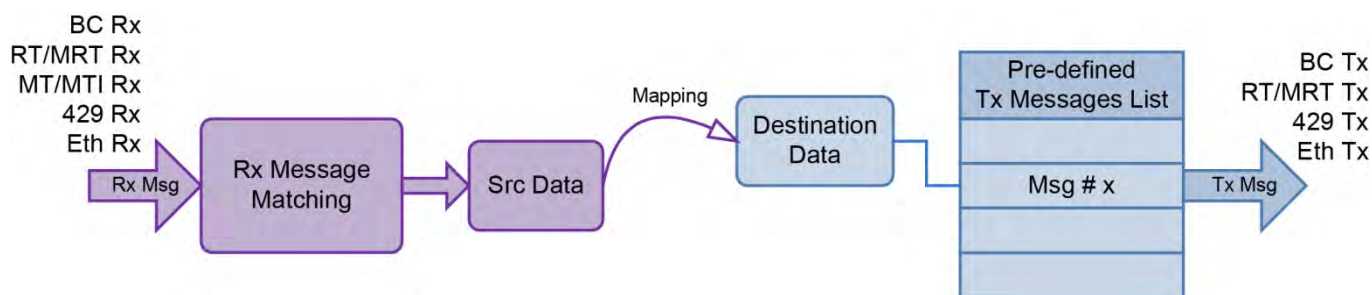 BC Rx
RT/MRT Rx
MT/MTI Rx
429 Rx
Eth Rx
Rx Msg
Rx Message
Matching
Src Data
Mapping
Destination
Data
Pre-defined
Tx Messages List
Msg # x
Tx Msg
BC Tx
RT/MRT Tx
429 Tx
Eth Tx